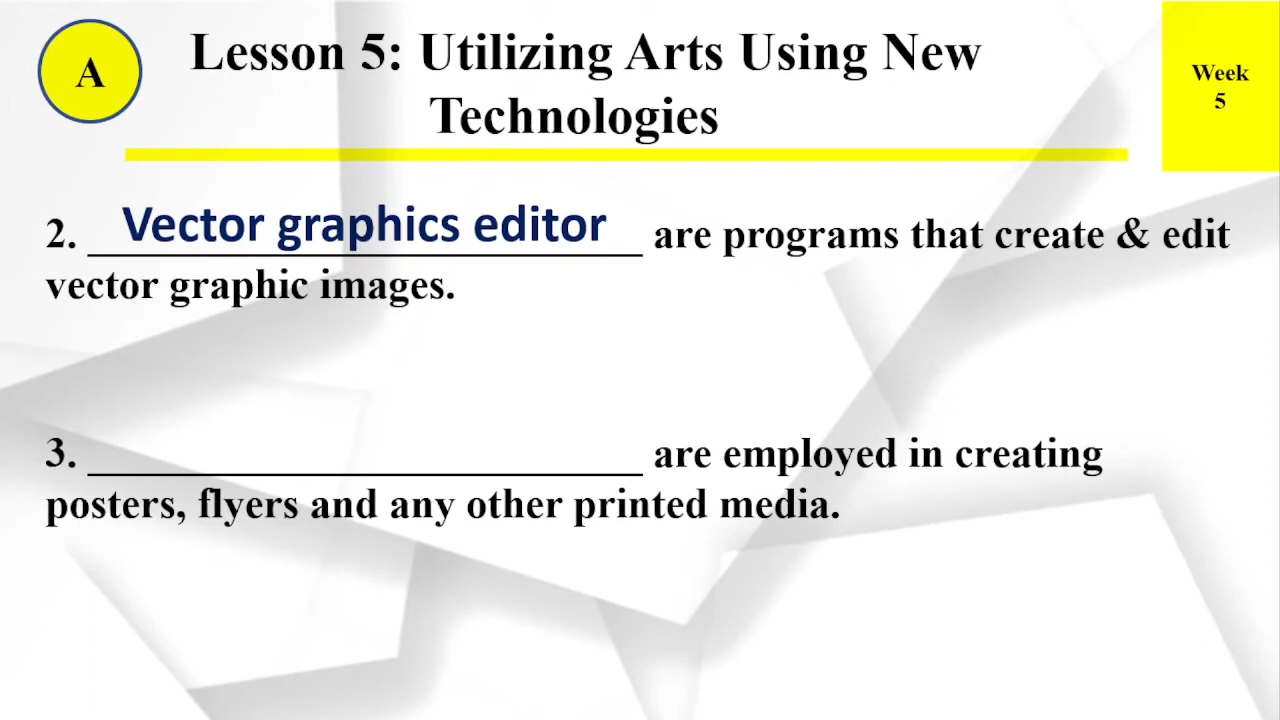 A
Lesson 5: Utilizing Arts Using New
Technologies
Week
5
2. Vector graphics editor are programs that create & edit
vector graphic images.
3. __________________________ are employed in creating
posters, flyers and any other printed media.